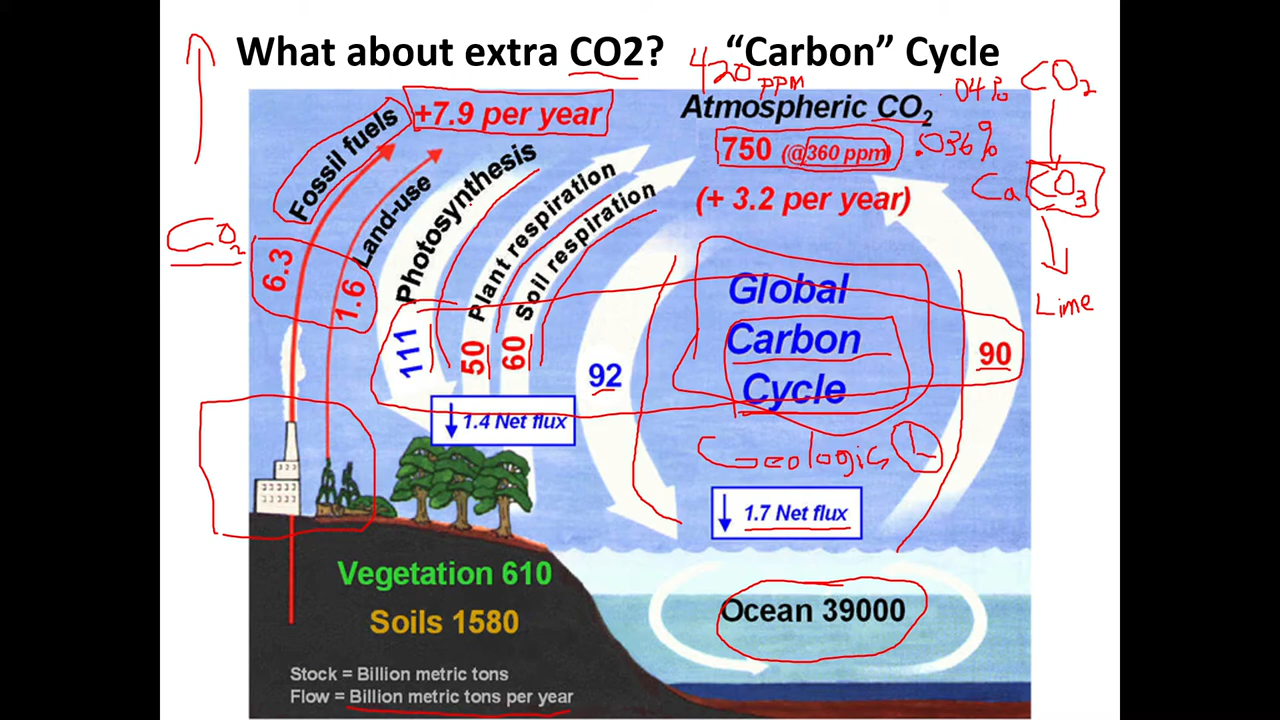 What about extra CO2? "Carbon" Cycle
420 ppm
.04% CO2
Fossil fuels
+7.9 per year
Atmospheric CO2
750 (@360 ppm)
.036%
(+ 3.2 per year)
Ca CO3
Lime
CO2
6.3
Land-use
1.6
Photosynthesis
111
Plant respiration
50
Soil respiration
60
92
Global
Carbon
Cycle
90
1.4 Net flux
Geologic
1.7 Net flux
Vegetation 610
Soils 1580
Ocean 39000
Stock = Billion metric tons
Flow = Billion metric tons per year